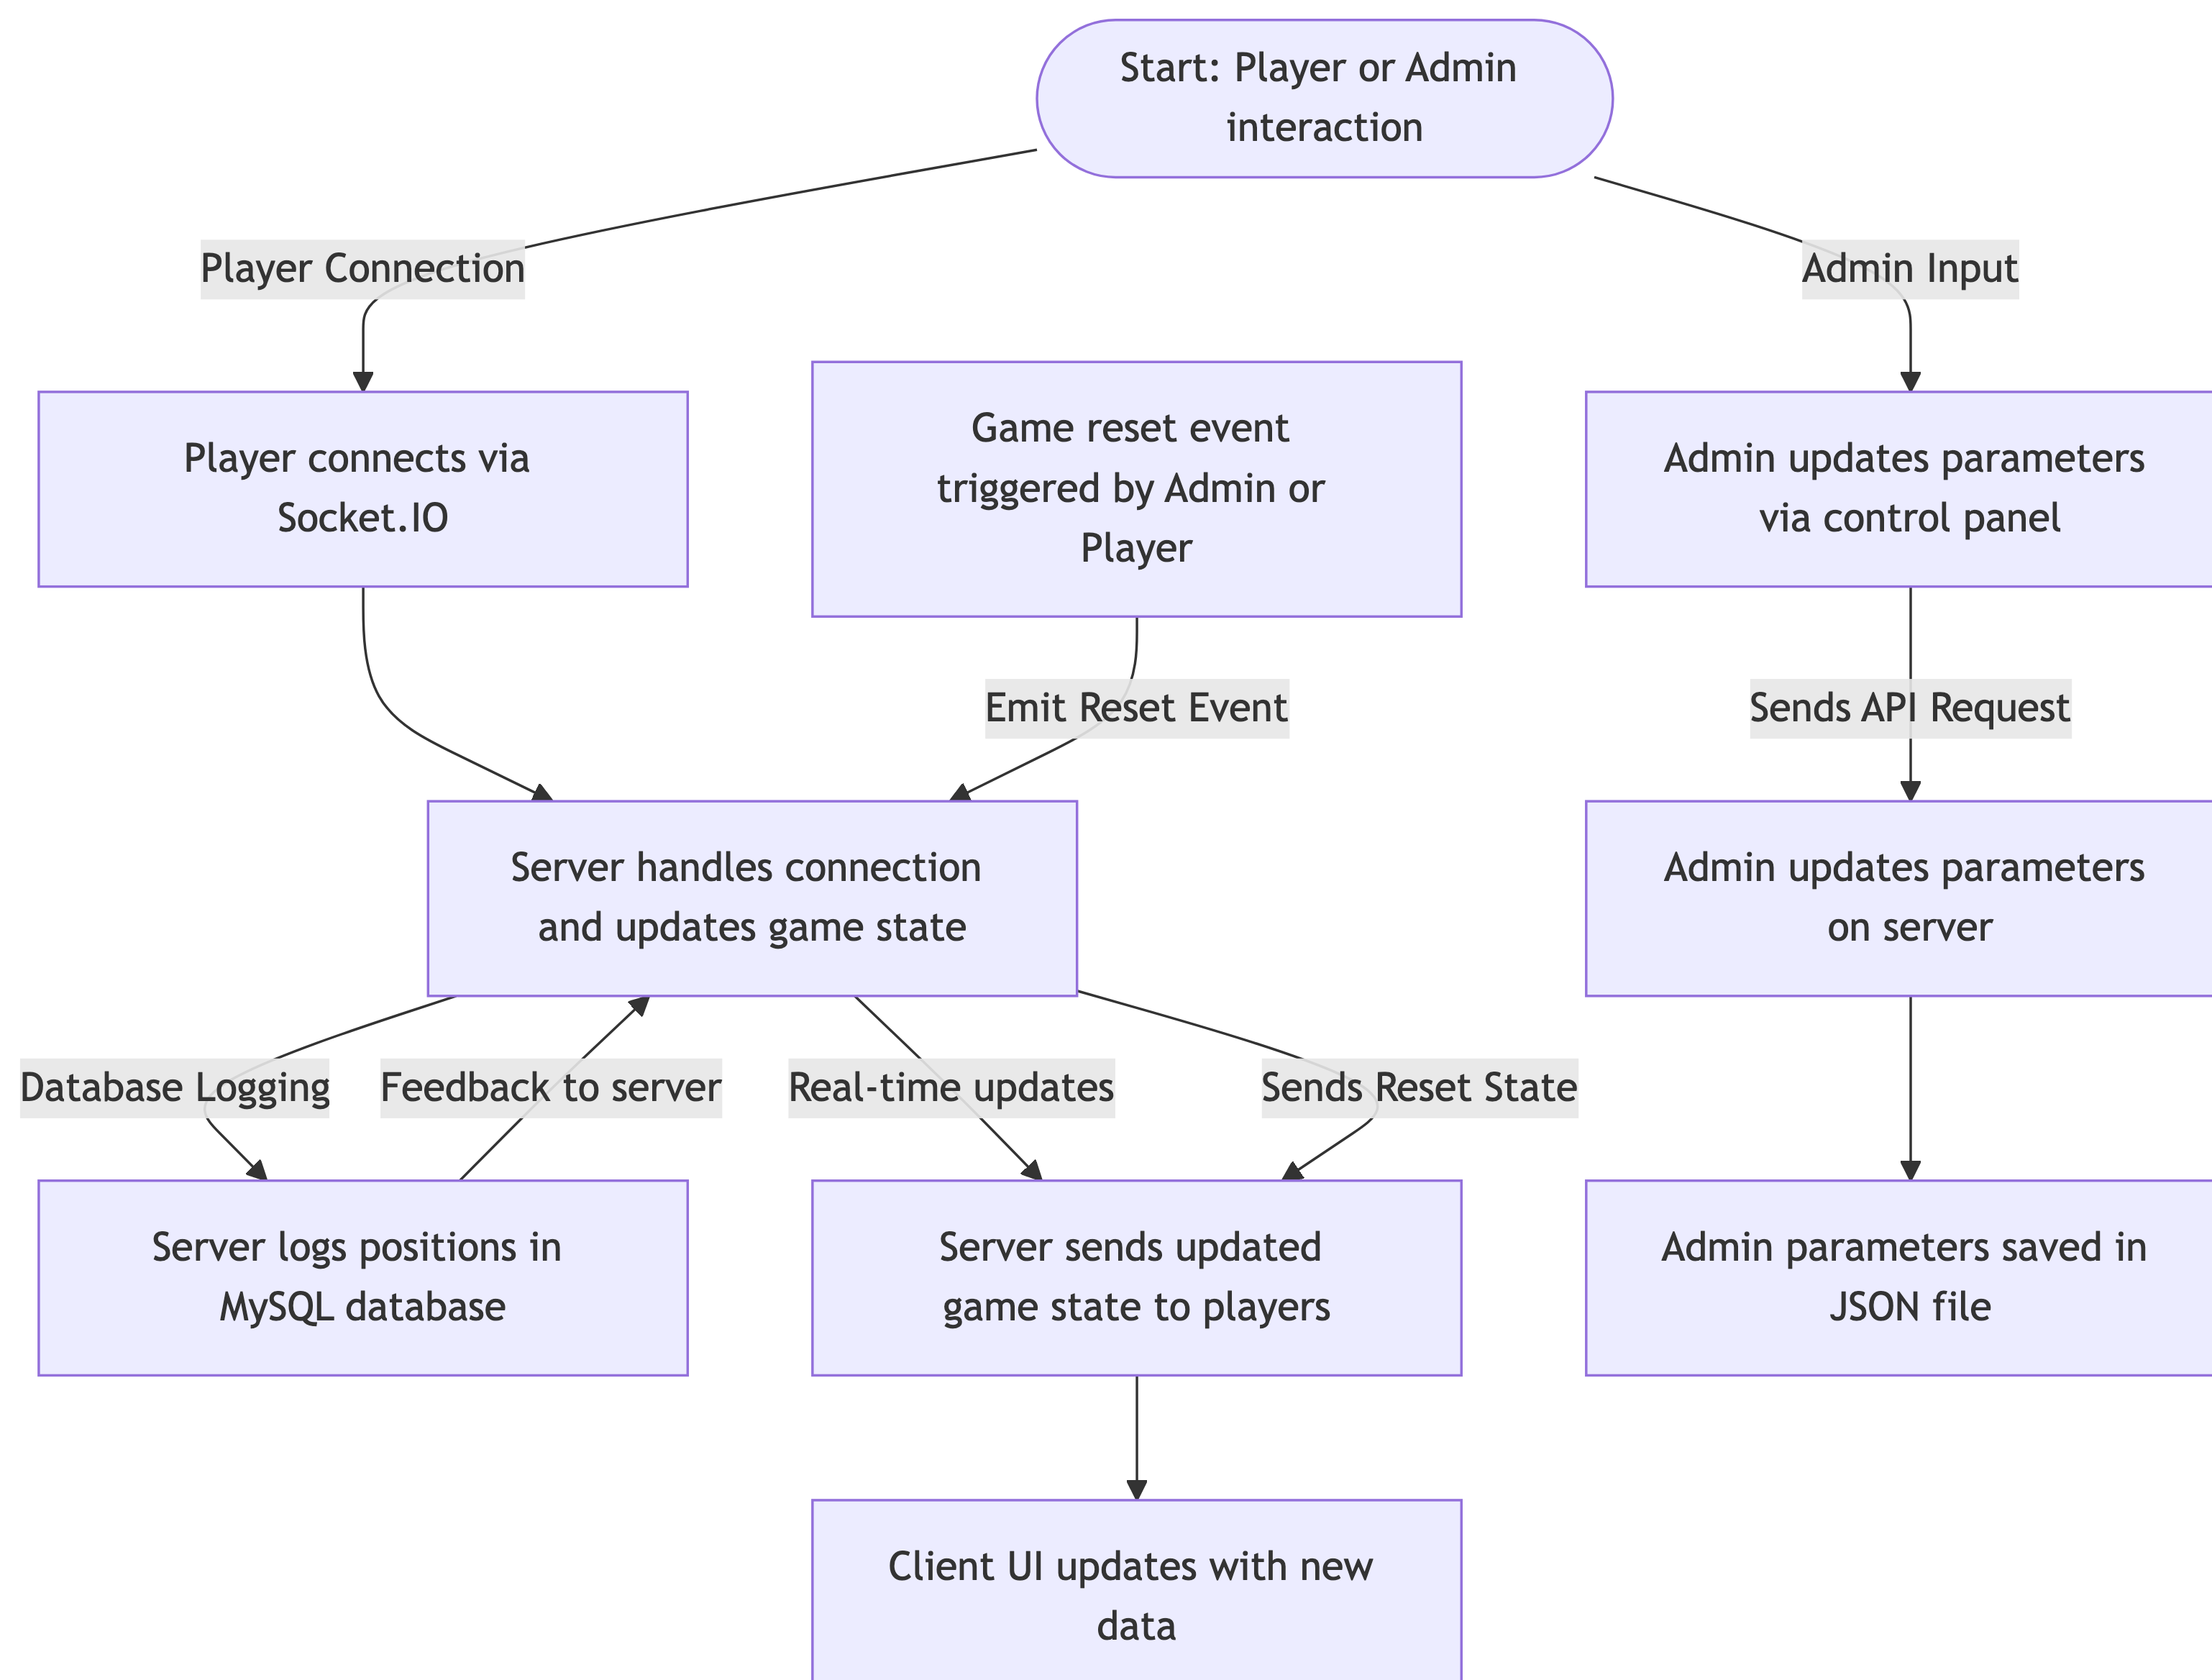 Start: Player or Admin
interaction
Player Connection
Admin Input
Player connects via
Socket.IO
Game reset event
triggered by Admin or
Player
Admin updates parameters
via control panel
Emit Reset Event
Sends API Request
Server handles connection
and updates game state
Admin updates parameters
on server
Database Logging
Feedback to server
Real-time updates
Sends Reset State
Server logs positions in
MySQL database
Server sends updated
game state to players
Admin parameters saved in
JSON file
Client UI updates with new
data